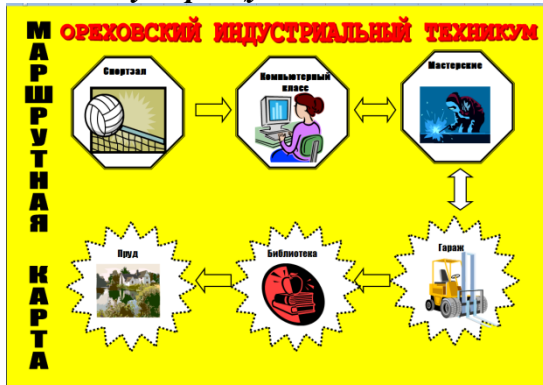 ОРЕХОВСКИЙ ИНДУСТРИАЛЬНЫЙ ТЕХНИКУМ
МАРШРУТНАЯ КАРТА
Спортзал
Компьютерный
класс
Мастерские
Пруд
Библиотека
Гараж